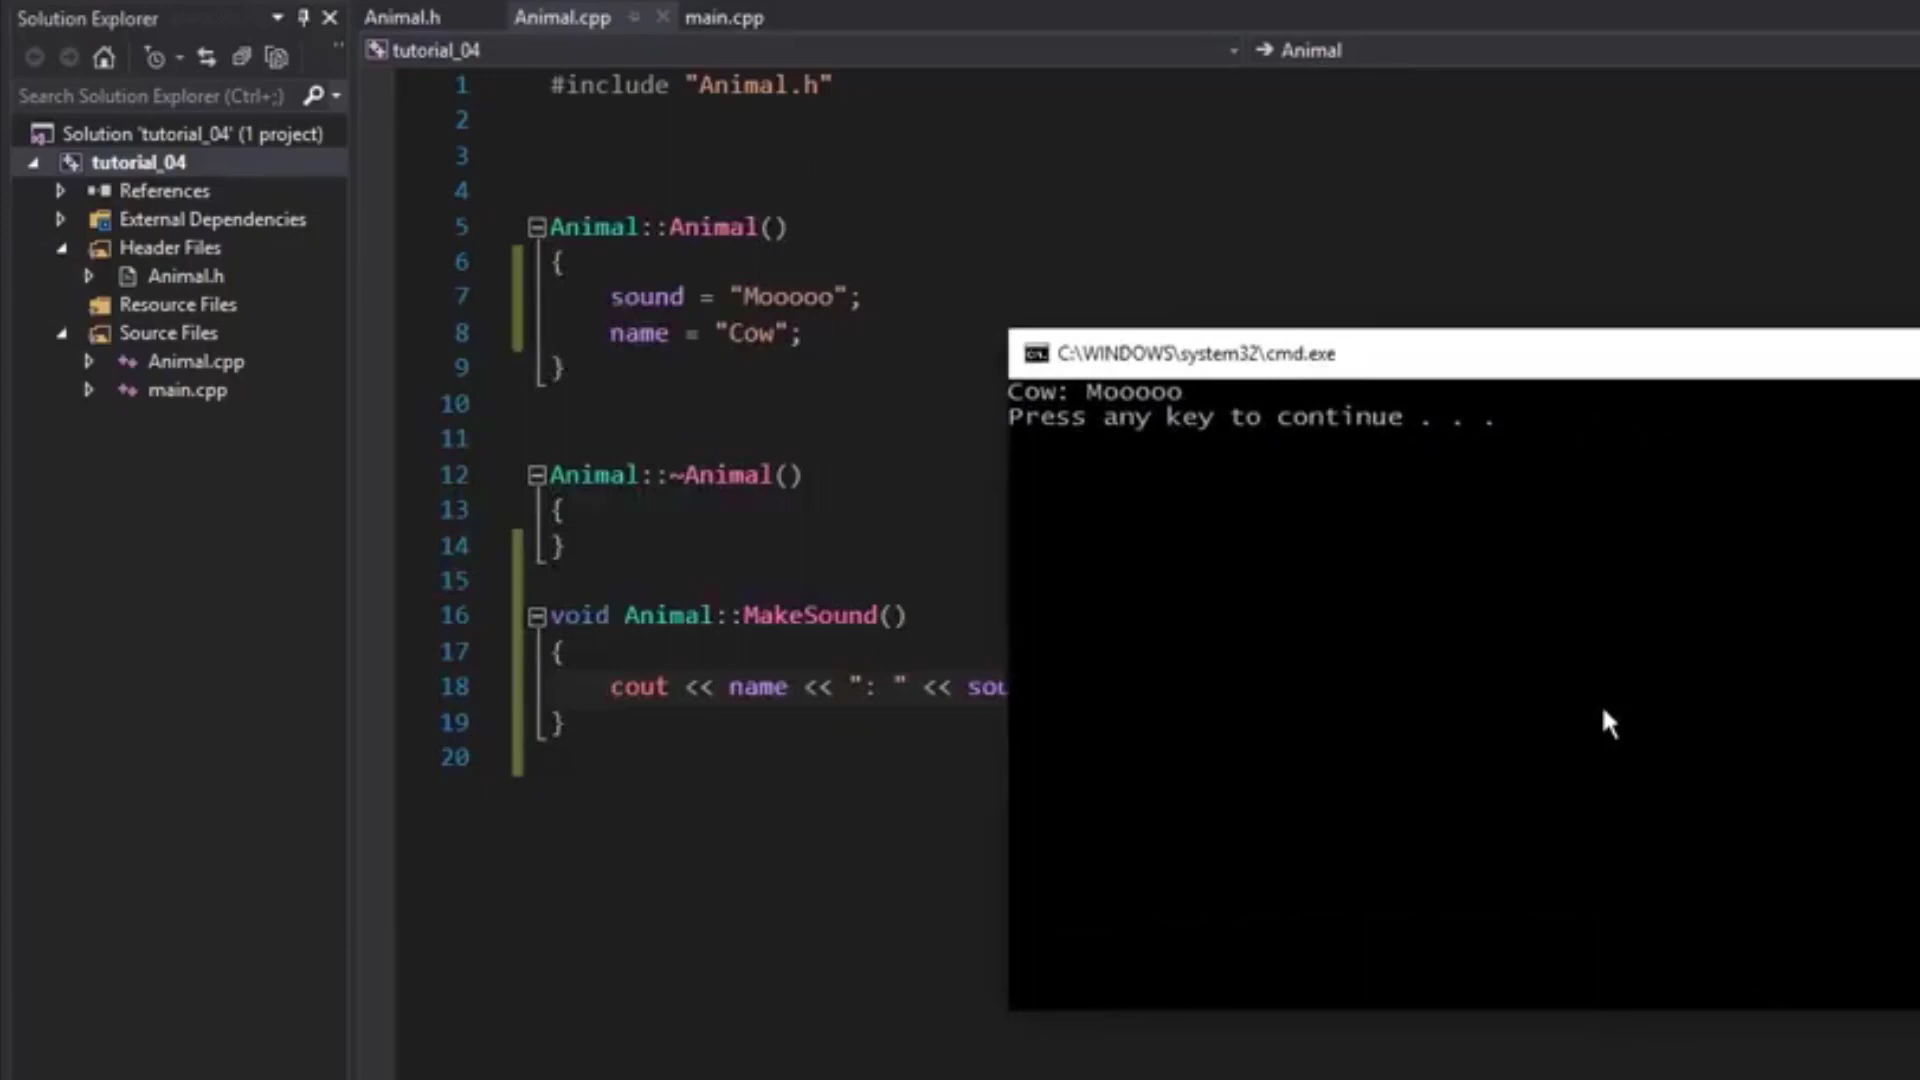 Solution Explorer
Search Solution Explorer (Ctrl+;)
Solution 'tutorial_04' (1 project)
tutorial_04
References
External Dependencies
Header Files
Animal.h
Resource Files
Source Files
Animal.cpp
main.cpp
Animal.h Animal.cpp main.cpp
tutorial_04 Animal
1 #include "Animal.h"
2
3
4
5 Animal::Animal()
6 {
7 sound = "Mooooo";
8 name = "Cow";
9 }
10
11
12 Animal::~Animal()
13 {
14 }
15
16 void Animal::MakeSound()
17 {
18 cout << name << ": " << sou
19 }
20
C:\WINDOWS\system32\cmd.exe
Cow: Mooooo
Press any key to continue . . .